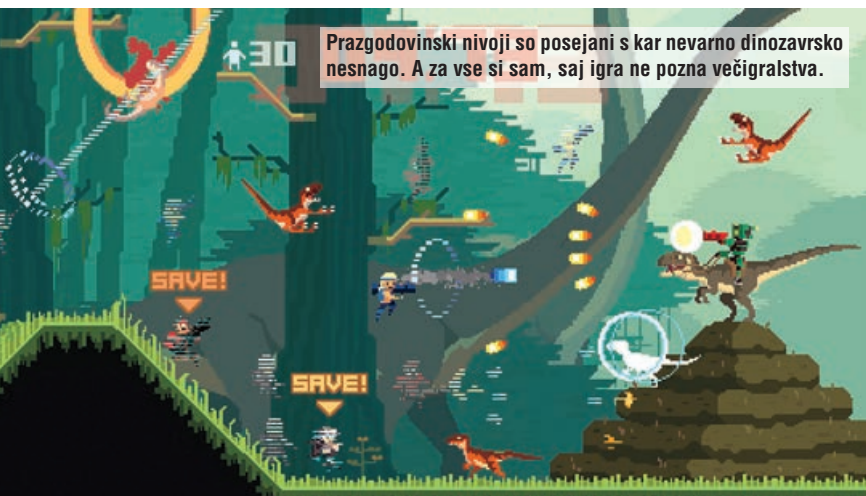 30
Prazgodovinski nivoji so posejani s kar nevarno dinozavrsko
nesnago. A za vse si sam, saj igra ne pozna večigralstva.
SAVE!
SAVE!